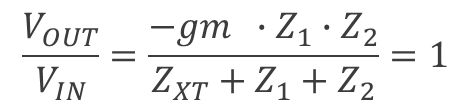 V_OUT / V_IN = (−gm · Z_1 · Z_2) / (Z_XT + Z_1 + Z_2) = 1